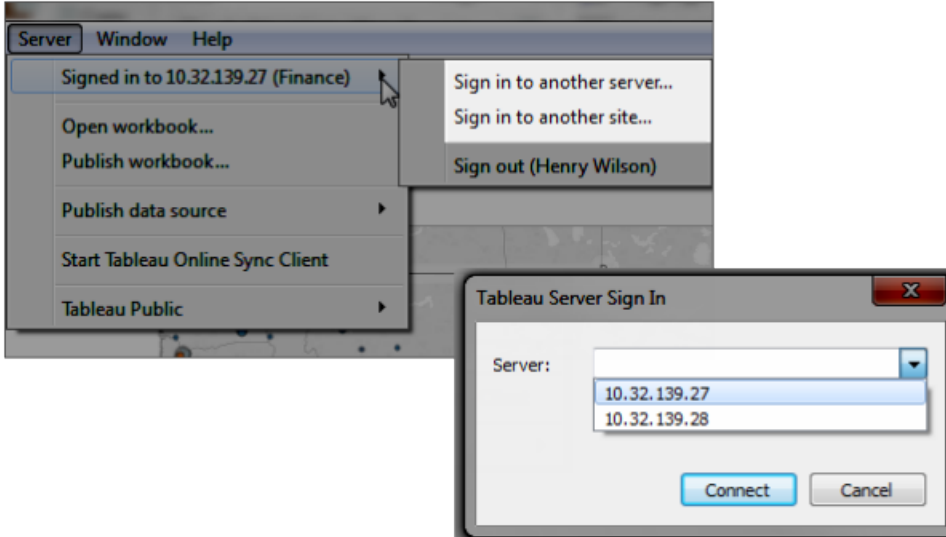 Server Window Help
Signed in to 10.32.139.27 (Finance)
Sign in to another server...
Sign in to another site...
Sign out (Henry Wilson)
Open workbook...
Publish workbook...
Publish data source
Start Tableau Online Sync Client
Tableau Public
Tableau Server Sign In
Server:
10.32.139.27
10.32.139.28
Connect Cancel